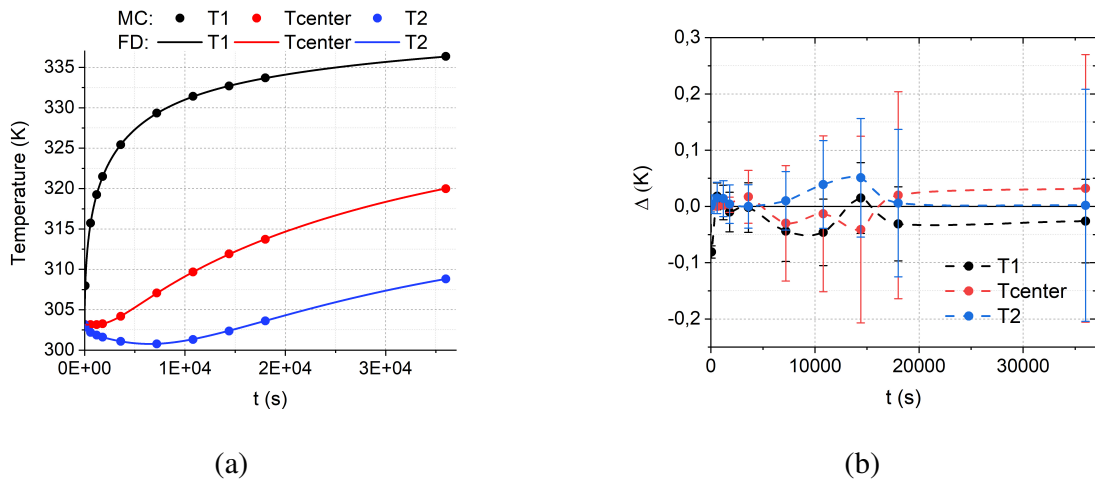 MC: T1 Tcenter T2
FD: T1 Tcenter T2
335
330
325
320
315
310
305
300
0E+00 1E+04 2E+04 3E+04
Temperature (K)
t (s)
(a)
0,3
0,2
0,1
0,0
-0,1
-0,2
0 10000 20000 30000
Δ (K)
t (s)
T1
Tcenter
T2
(b)